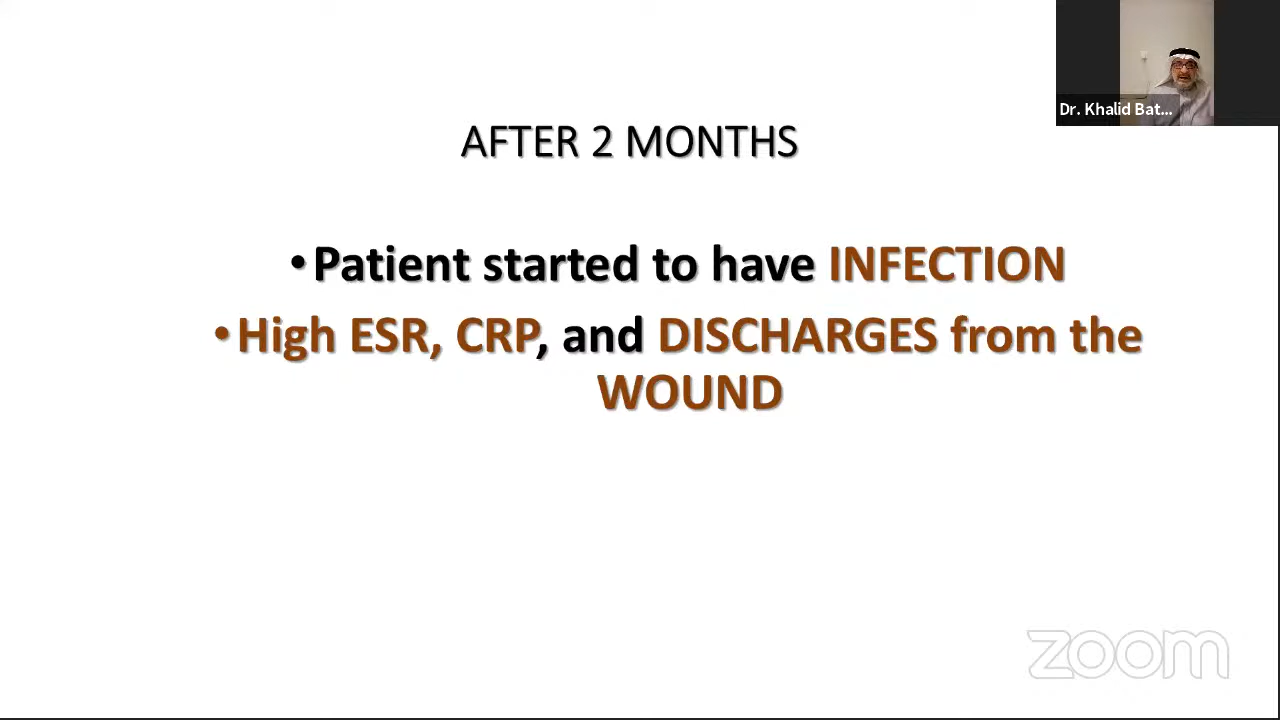 Dr. Khalid Bat...
AFTER 2 MONTHS
•Patient started to have INFECTION
•High ESR, CRP, and DISCHARGES from the
WOUND
zoom